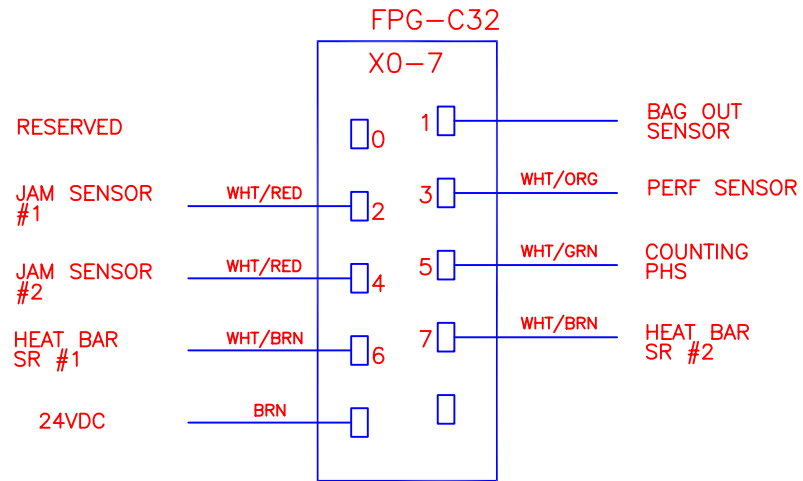 FPG-C32
X0-7
RESERVED
0
1
BAG OUT
SENSOR
JAM SENSOR
#1
WHT/RED
2
3
WHT/ORG
PERF SENSOR
JAM SENSOR
#2
WHT/RED
4
5
WHT/GRN
COUNTING
PHS
HEAT BAR
SR #1
WHT/BRN
6
7
WHT/BRN
HEAT BAR
SR #2
24VDC
BRN